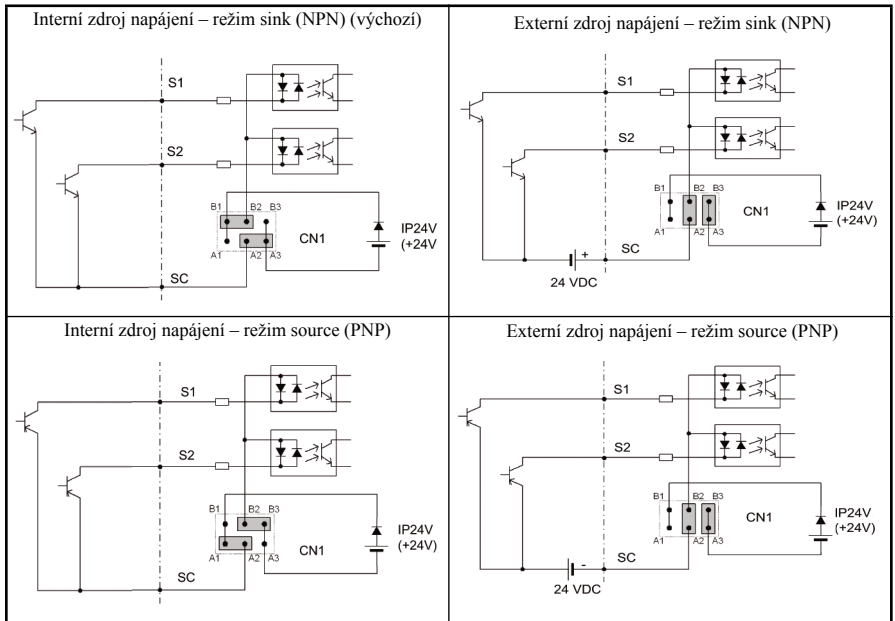 Interní zdroj napájení – režim sink (NPN) (výchozí)
S1
S2
B1 B2 B3
CN1
IP24V
(+24V
A1 A2 A3
SC
Externí zdroj napájení – režim sink (NPN)
S1
S2
B1 B2 B3
CN1
IP24V
(+24V)
A1 A2 A3
+
SC
24 VDC
Interní zdroj napájení – režim source (PNP)
S1
S2
B1 B2 B3
CN1
IP24V
(+24V)
A1 A2 A3
SC
Externí zdroj napájení – režim source (PNP)
S1
S2
B1 B2 B3
CN1
IP24V
(+24V)
A1 A2 A3
-
SC
24 VDC